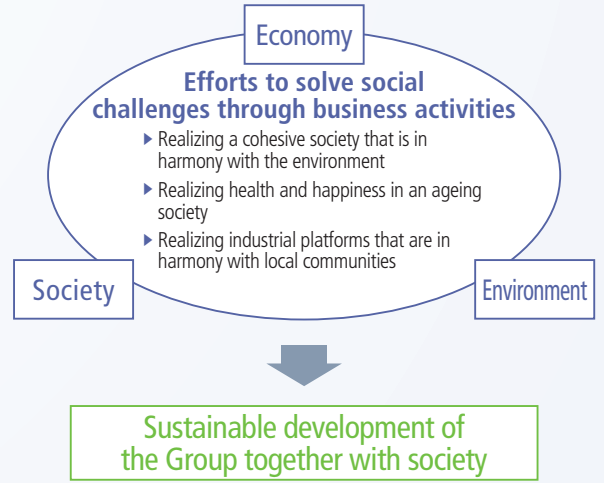 Economy
Efforts to solve social
challenges through business activities
▶ Realizing a cohesive society that is in
harmony with the environment
▶ Realizing health and happiness in an ageing
society
▶ Realizing industrial platforms that are in
harmony with local communities
Society
Environment
Sustainable development of
the Group together with society